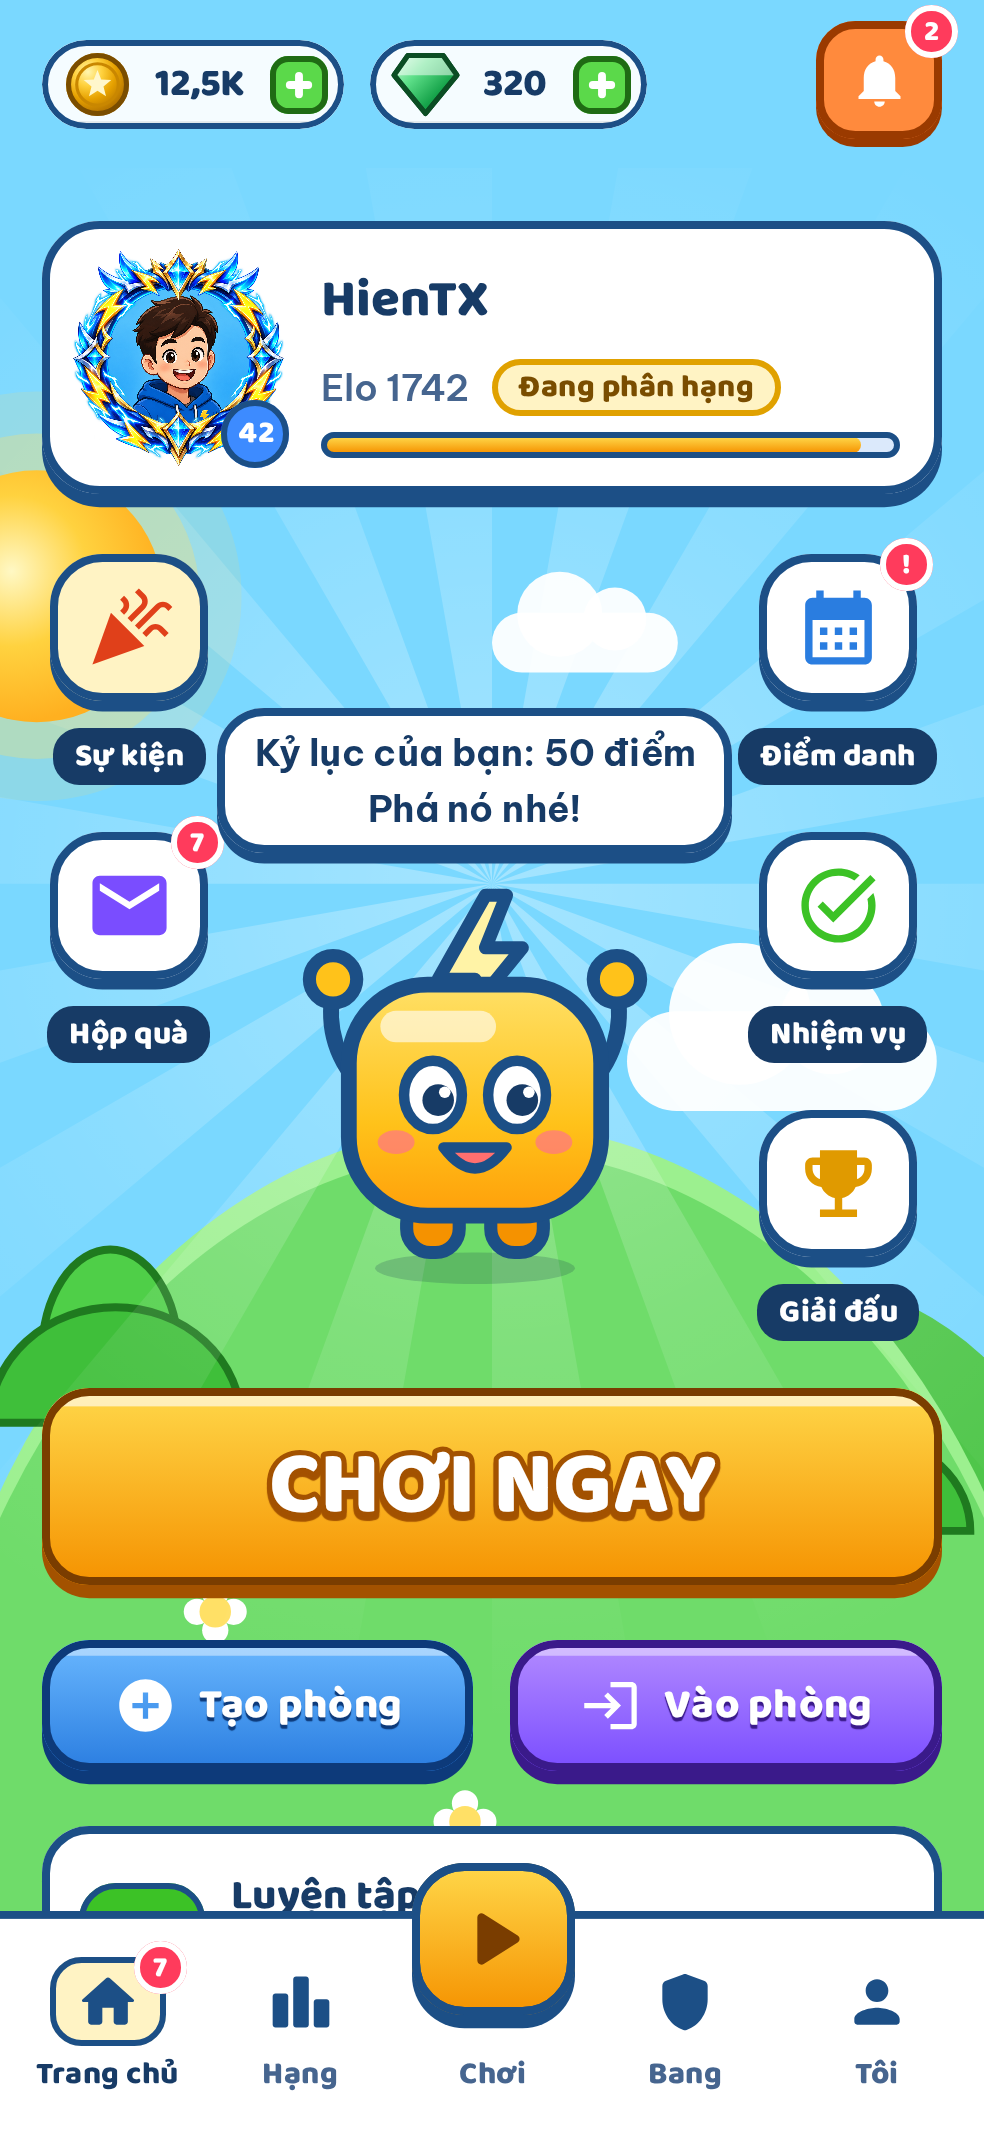 12,5K
320
2
HienTX
Elo 1742
Đang phân hạng
42
!
Sự kiện
Kỷ lục của bạn: 50 điểm
Phá nó nhé!
Điểm danh
7
Hộp quà
Nhiệm vụ
Giải đấu
CHƠI NGAY
Tạo phòng
Vào phòng
Luyện tập
7
Trang chủ
Hạng
Chơi
Bang
Tôi